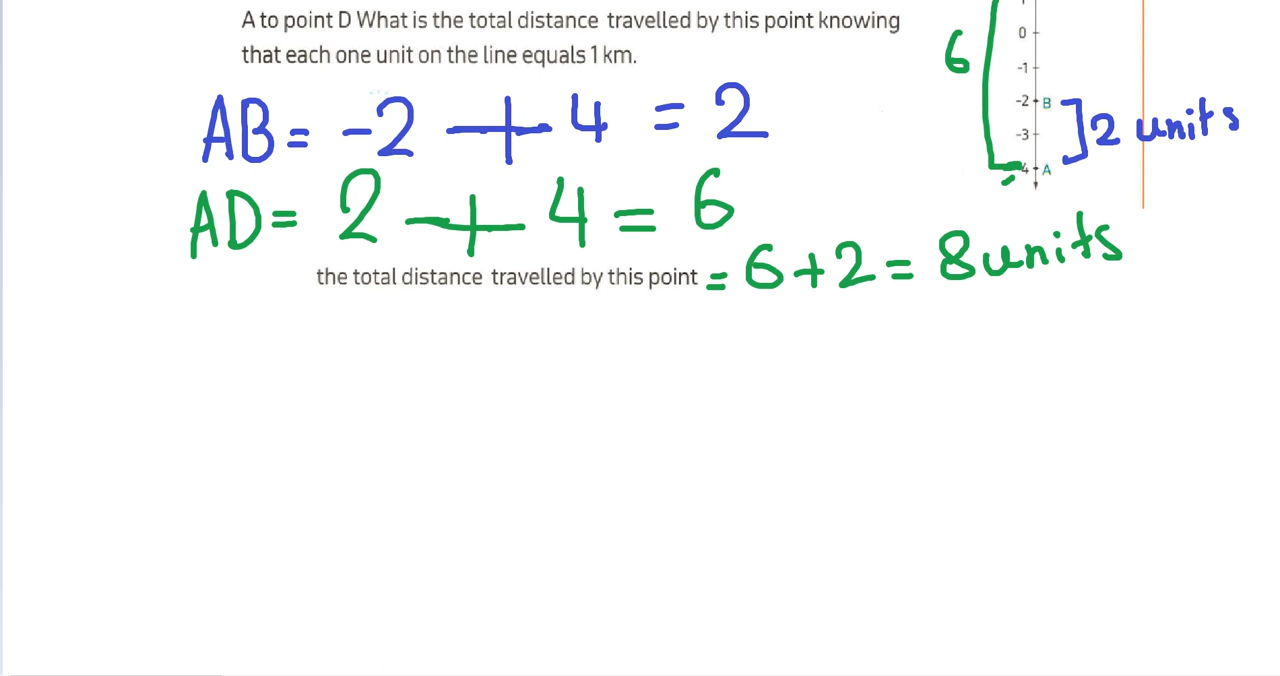 A to point D What is the total distance travelled by this point knowing
that each one unit on the line equals 1 km.
6
0
-1
-2 B
-3
-4 A
] 2 units
AB = -2 + 4 = 2
AD = 2 + 4 = 6
the total distance travelled by this point = 6 + 2 = 8 units